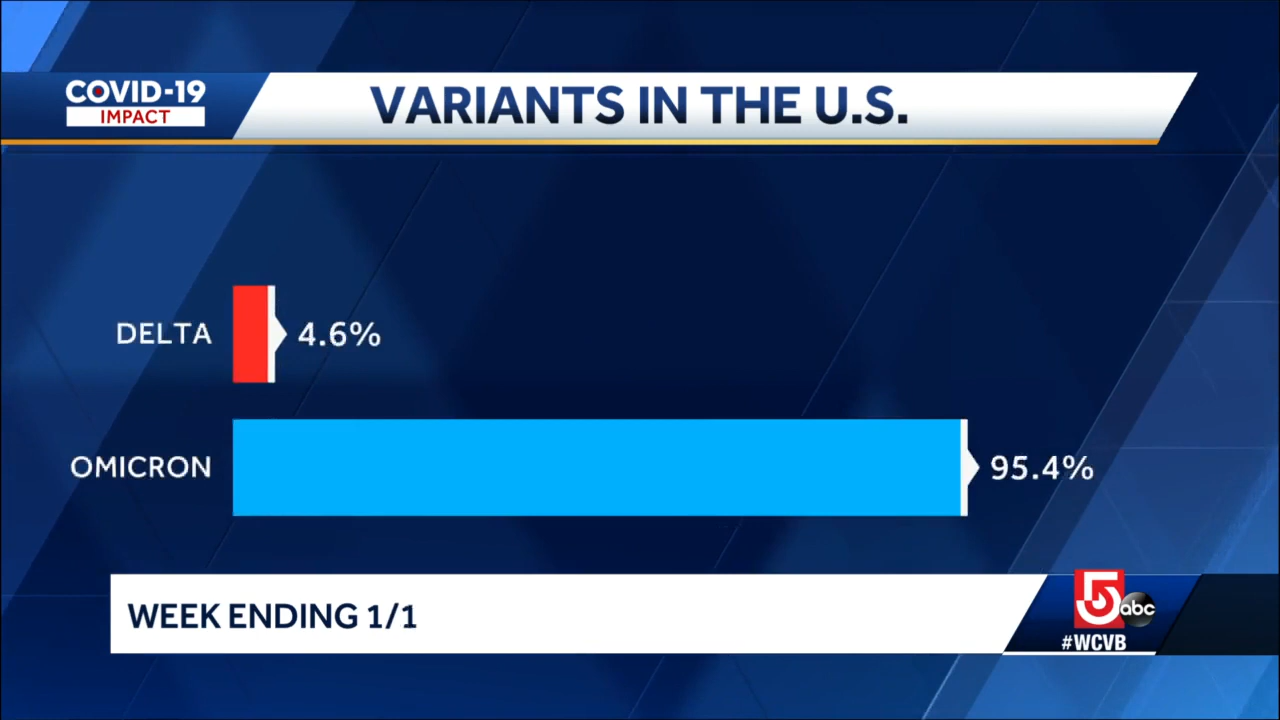 COVID-19
IMPACT
VARIANTS IN THE U.S.
DELTA
4.6%
OMICRON
95.4%
WEEK ENDING 1/1
5
abc
#WCVB